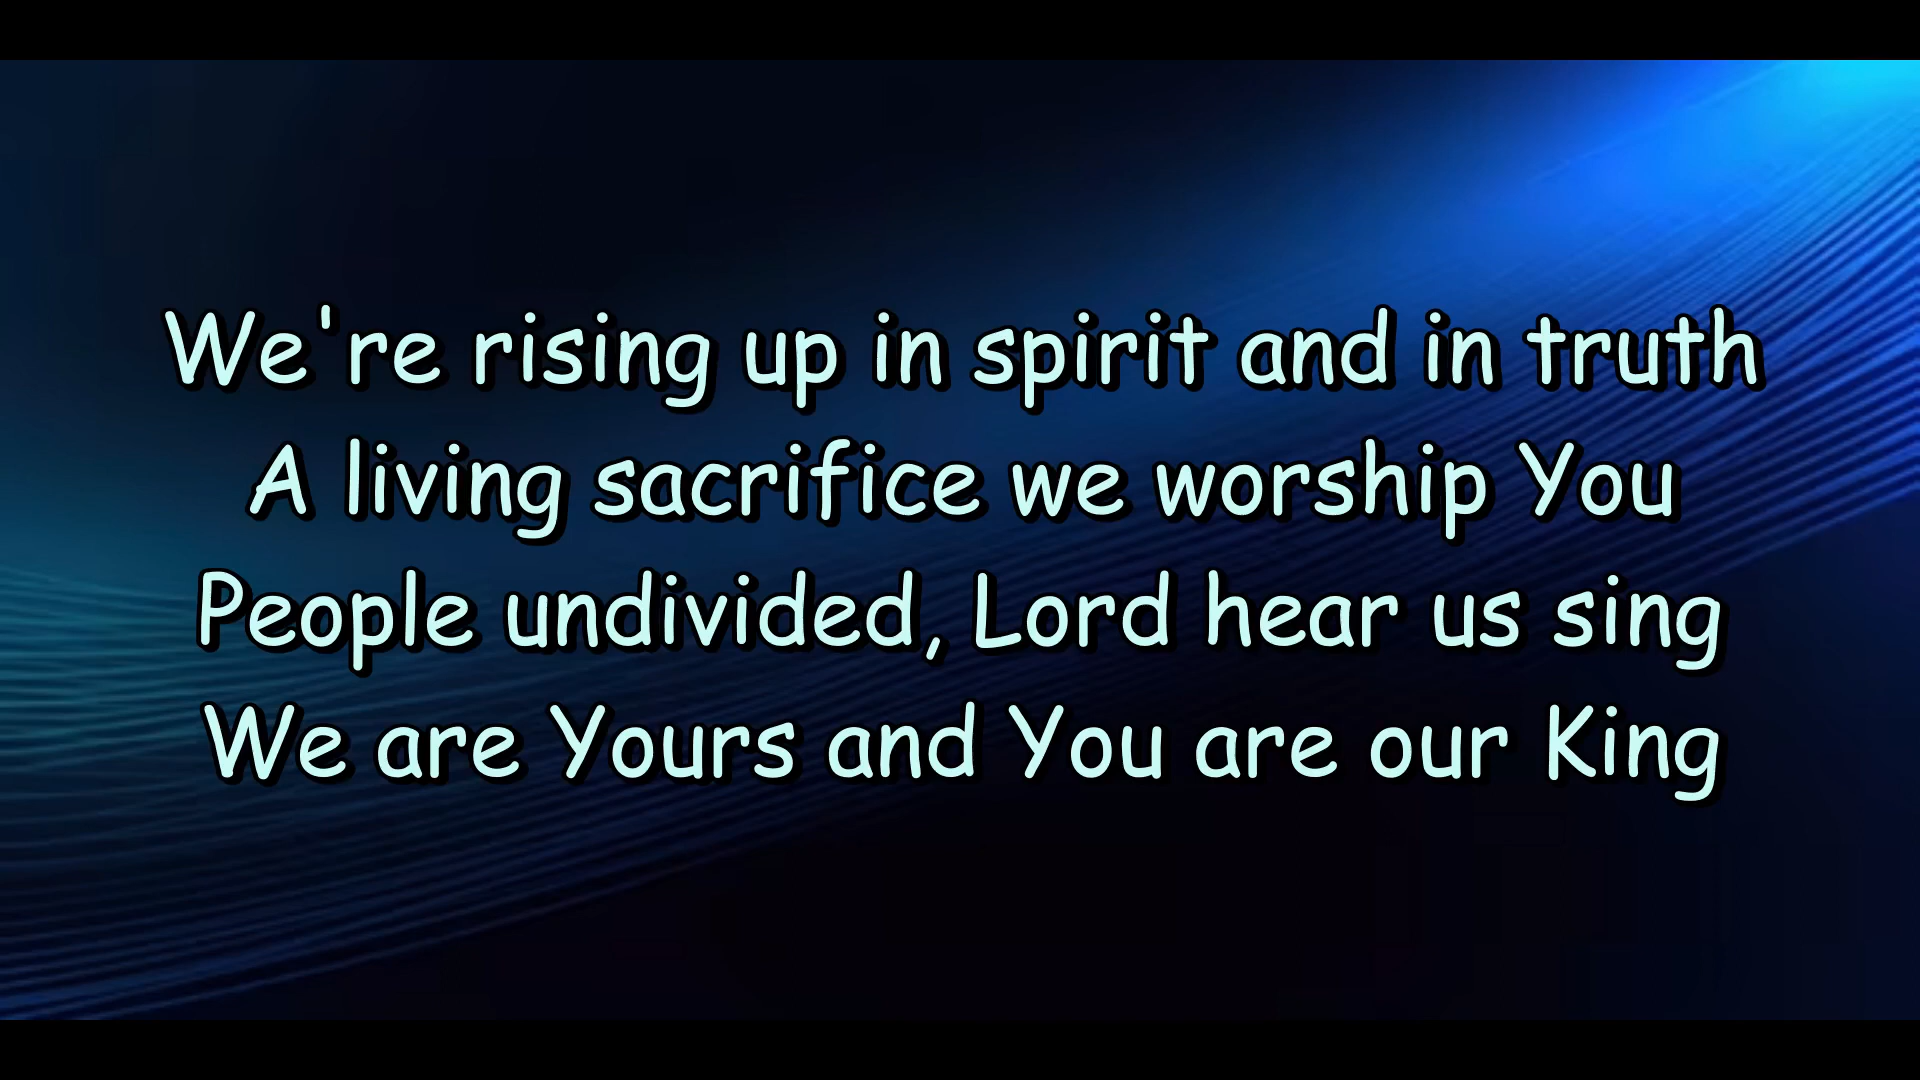 We're rising up in spirit and in truth
A living sacrifice we worship You
People undivided, Lord hear us sing
We are Yours and You are our King